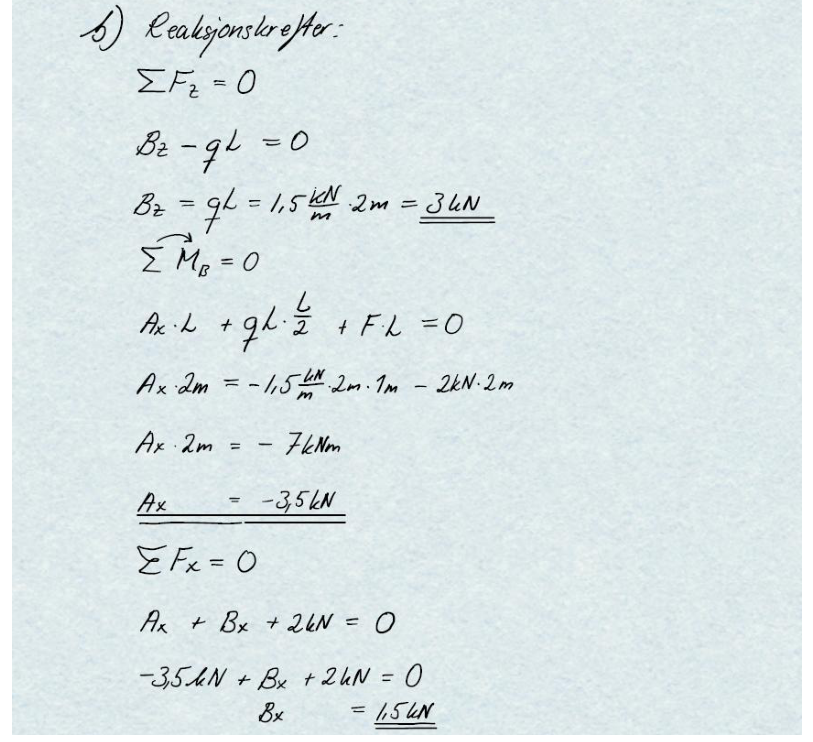 b) Reaksjonskrefter:
ΣF_z = 0
B_z - qL = 0
B_z = qL = 1,5 kN/m · 2m = 3kN
ΣM_B = 0
A_x · L + qL · L/2 + F·L = 0
A_x · 2m = -1,5 kN/m · 2m · 1m - 2kN · 2m
A_x · 2m = - 7kNm
A_x = -3,5kN
ΣF_x = 0
A_x + B_x + 2kN = 0
-3,5kN + B_x + 2kN = 0
B_x = 1,5kN